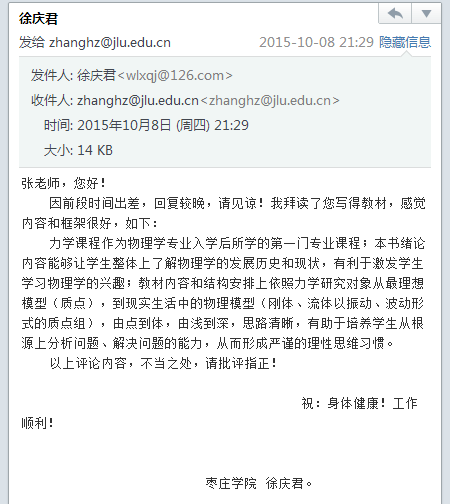 徐庆君
发给 zhanghz@jlu.edu.cn 2015-10-08 21:29 隐藏信息
发件人: 徐庆君<wlxqj@126.com>
收件人: zhanghz@jlu.edu.cn<zhanghz@jlu.edu.cn>
时间: 2015年10月8日 (周四) 21:29
大小: 14 KB
张老师，您好！
因前段时间出差，回复较晚，请见谅！我拜读了您写得教材，感觉
内容和框架很好，如下：
力学课程作为物理学专业入学后所学的第一门专业课程；本书绪论
内容能够让学生整体上了解物理学的发展历史和现状，有利于激发学生
学习物理学的兴趣；教材内容和结构安排上依照力学研究对象从最理想
模型（质点），到现实生活中的物理模型（刚体、流体以振动、波动形
式的质点组），由点到体，由浅到深，思路清晰，有助于培养学生从根
源上分析问题、解决问题的能力，从而形成严谨的理性思维习惯。
以上评论内容，不当之处，请批评指正！
祝：身体健康！工作
顺利！
枣庄学院 徐庆君。